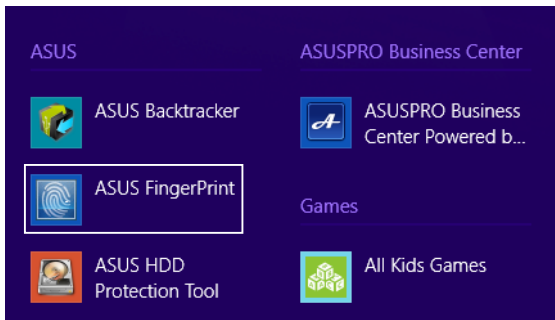 ASUS
ASUS Backtracker
ASUS FingerPrint
ASUS HDD
Protection Tool
ASUSPRO Business Center
ASUSPRO Business
Center Powered b...
Games
All Kids Games